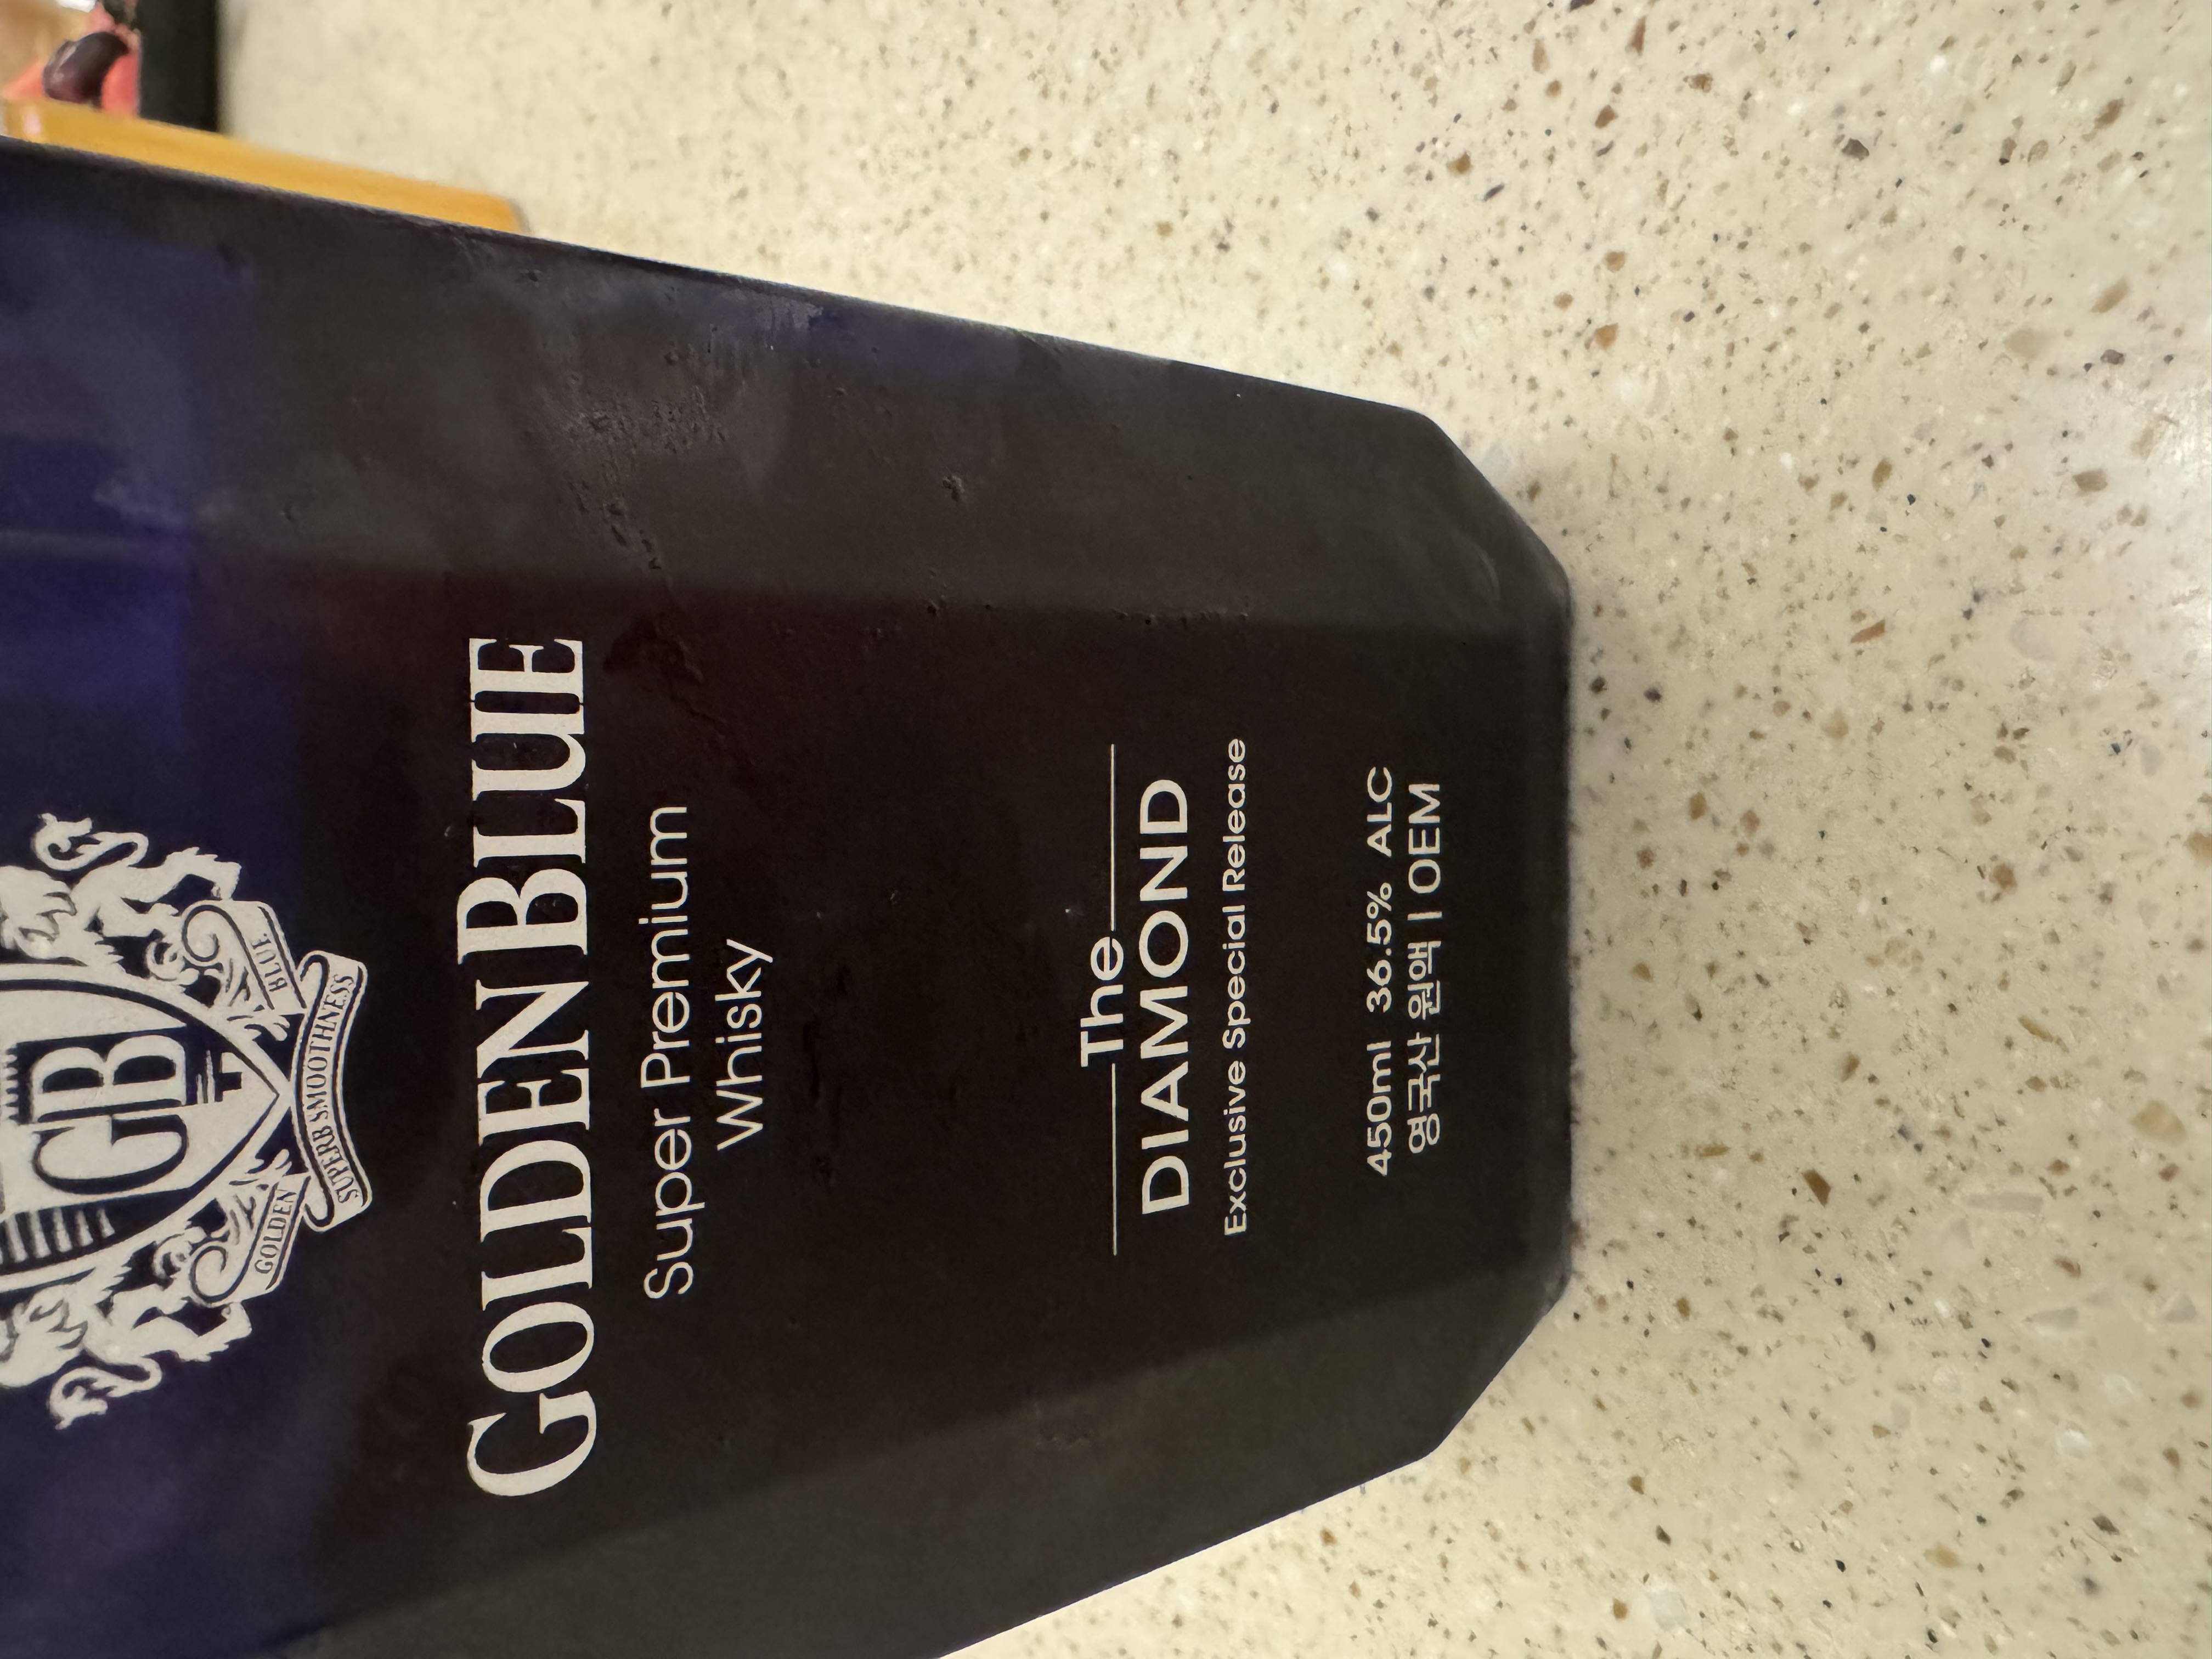 GB
GOLDEN
BLUE
SUPERB SMOOTHNESS
GOLDEN BLUE
Super Premium
Whisky
The
DIAMOND
Exclusive Special Release
450ml 36.5% ALC
영국산 원액 | OEM